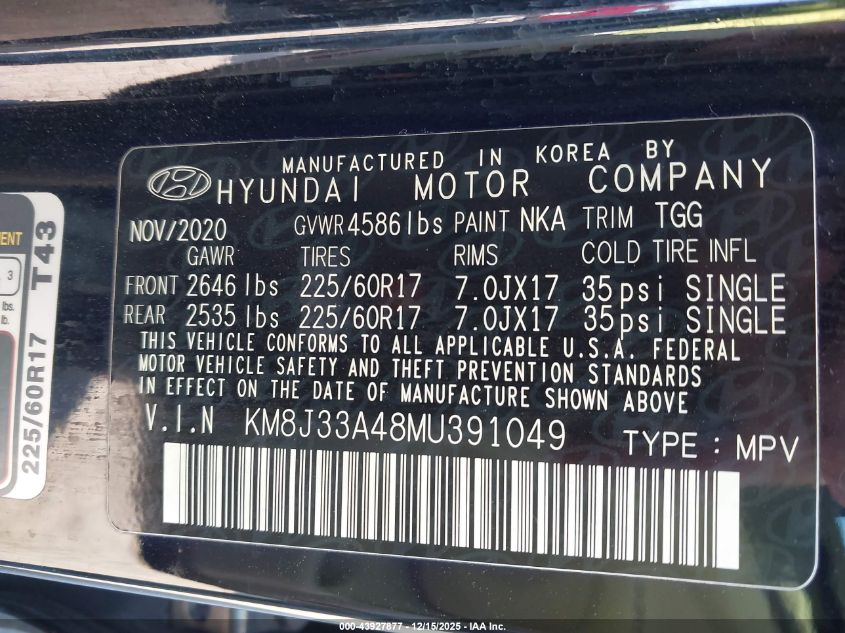 MANUFACTURED IN KOREA BY
HYUNDAI MOTOR COMPANY
NOV/2020 GVWR 4586 lbs PAINT NKA TRIM TGG
GAWR TIRES RIMS COLD TIRE INFL
FRONT 2646 lbs 225/60R17 7.0JX17 35psi SINGLE
REAR 2535 lbs 225/60R17 7.0JX17 35psi SINGLE
THIS VEHICLE CONFORMS TO ALL APPLICABLE U.S.A. FEDERAL
MOTOR VEHICLE SAFETY AND THEFT PREVENTION STANDARDS
IN EFFECT ON THE DATE OF MANUFACTURE SHOWN ABOVE
V.I.N KM8J33A48MU391049 TYPE : MPV
3
lbs.
lb.
225/60R17 T43
000-43927877 - 12/15/2025 - IAA Inc.